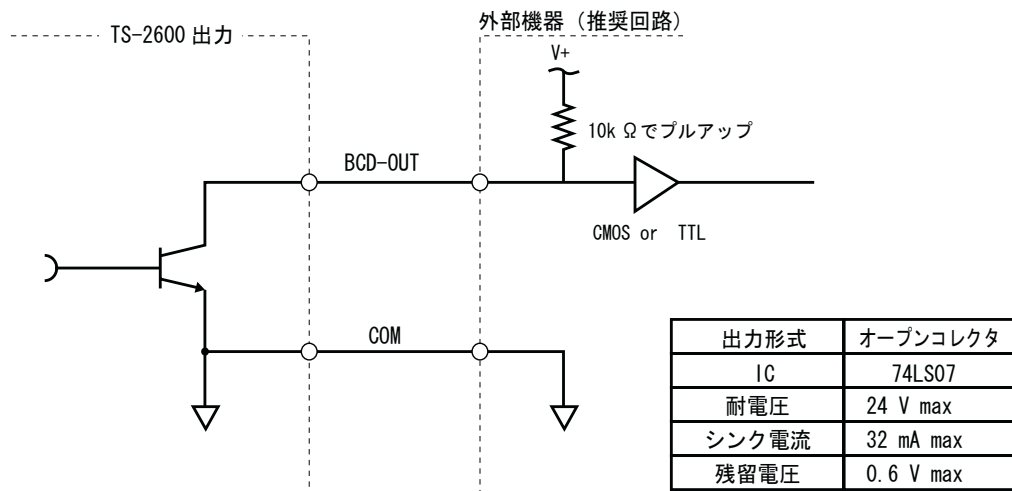 TS-2600 出力
外部機器 (推奨回路)
V+
10k Ωでプルアップ
BCD-OUT
CMOS or TTL
COM
出力形式 オープンコレクタ
IC 74LS07
耐電圧 24 V max
シンク電流 32 mA max
残留電圧 0.6 V max